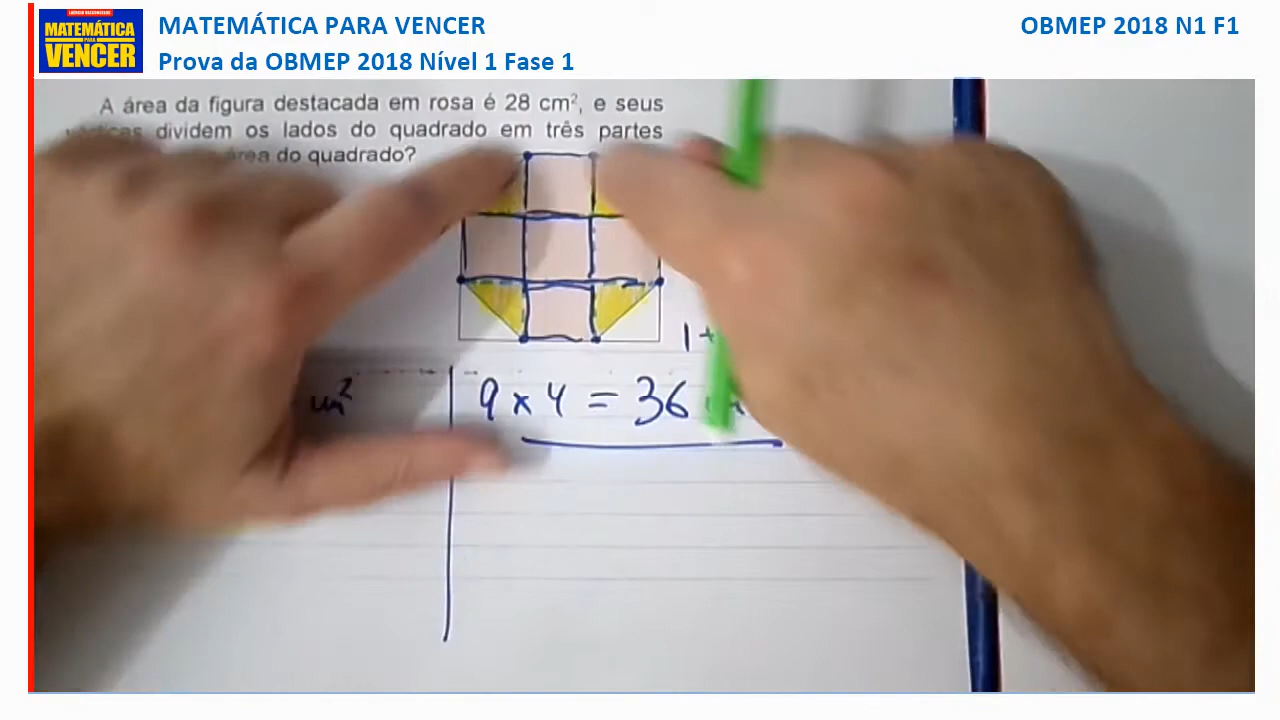 MATEMÁTICA
VENCER
MATEMÁTICA PARA VENCER
OBMEP 2018 N1 F1
Prova da OBMEP 2018 Nível 1 Fase 1
A área da figura destacada em rosa é 28 cm², e seus
dividem os lados do quadrado em três partes
área do quadrado?
1 +
cm²
9 x 4 = 36